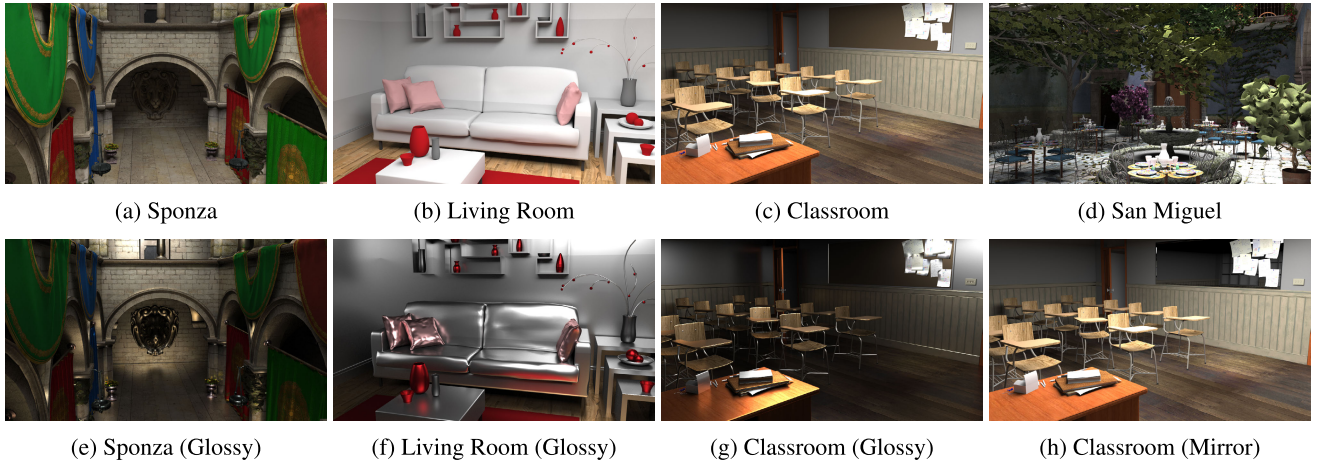 (a) Sponza
(b) Living Room
(c) Classroom
(d) San Miguel
(e) Sponza (Glossy)
(f) Living Room (Glossy)
(g) Classroom (Glossy)
(h) Classroom (Mirror)